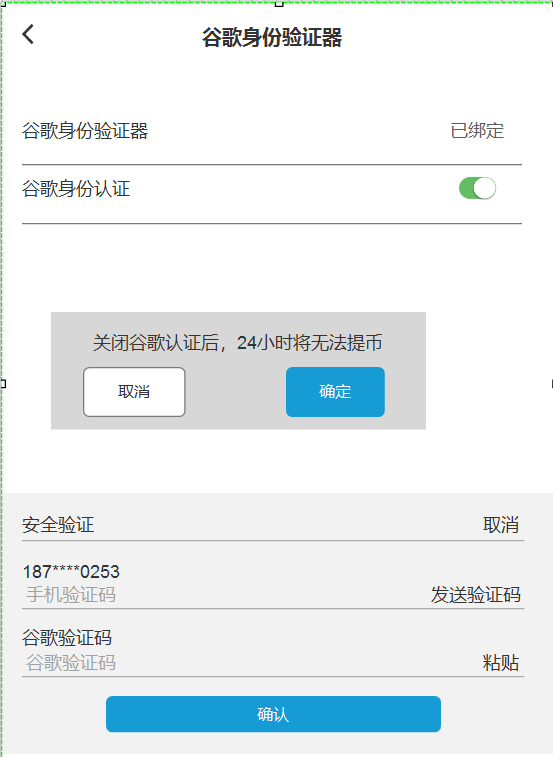 谷歌身份验证器
谷歌身份验证器 已绑定
谷歌身份认证
关闭谷歌认证后，24小时将无法提币
取消 确定
安全验证 取消
187****0253
手机验证码 发送验证码
谷歌验证码
谷歌验证码 粘贴
确认